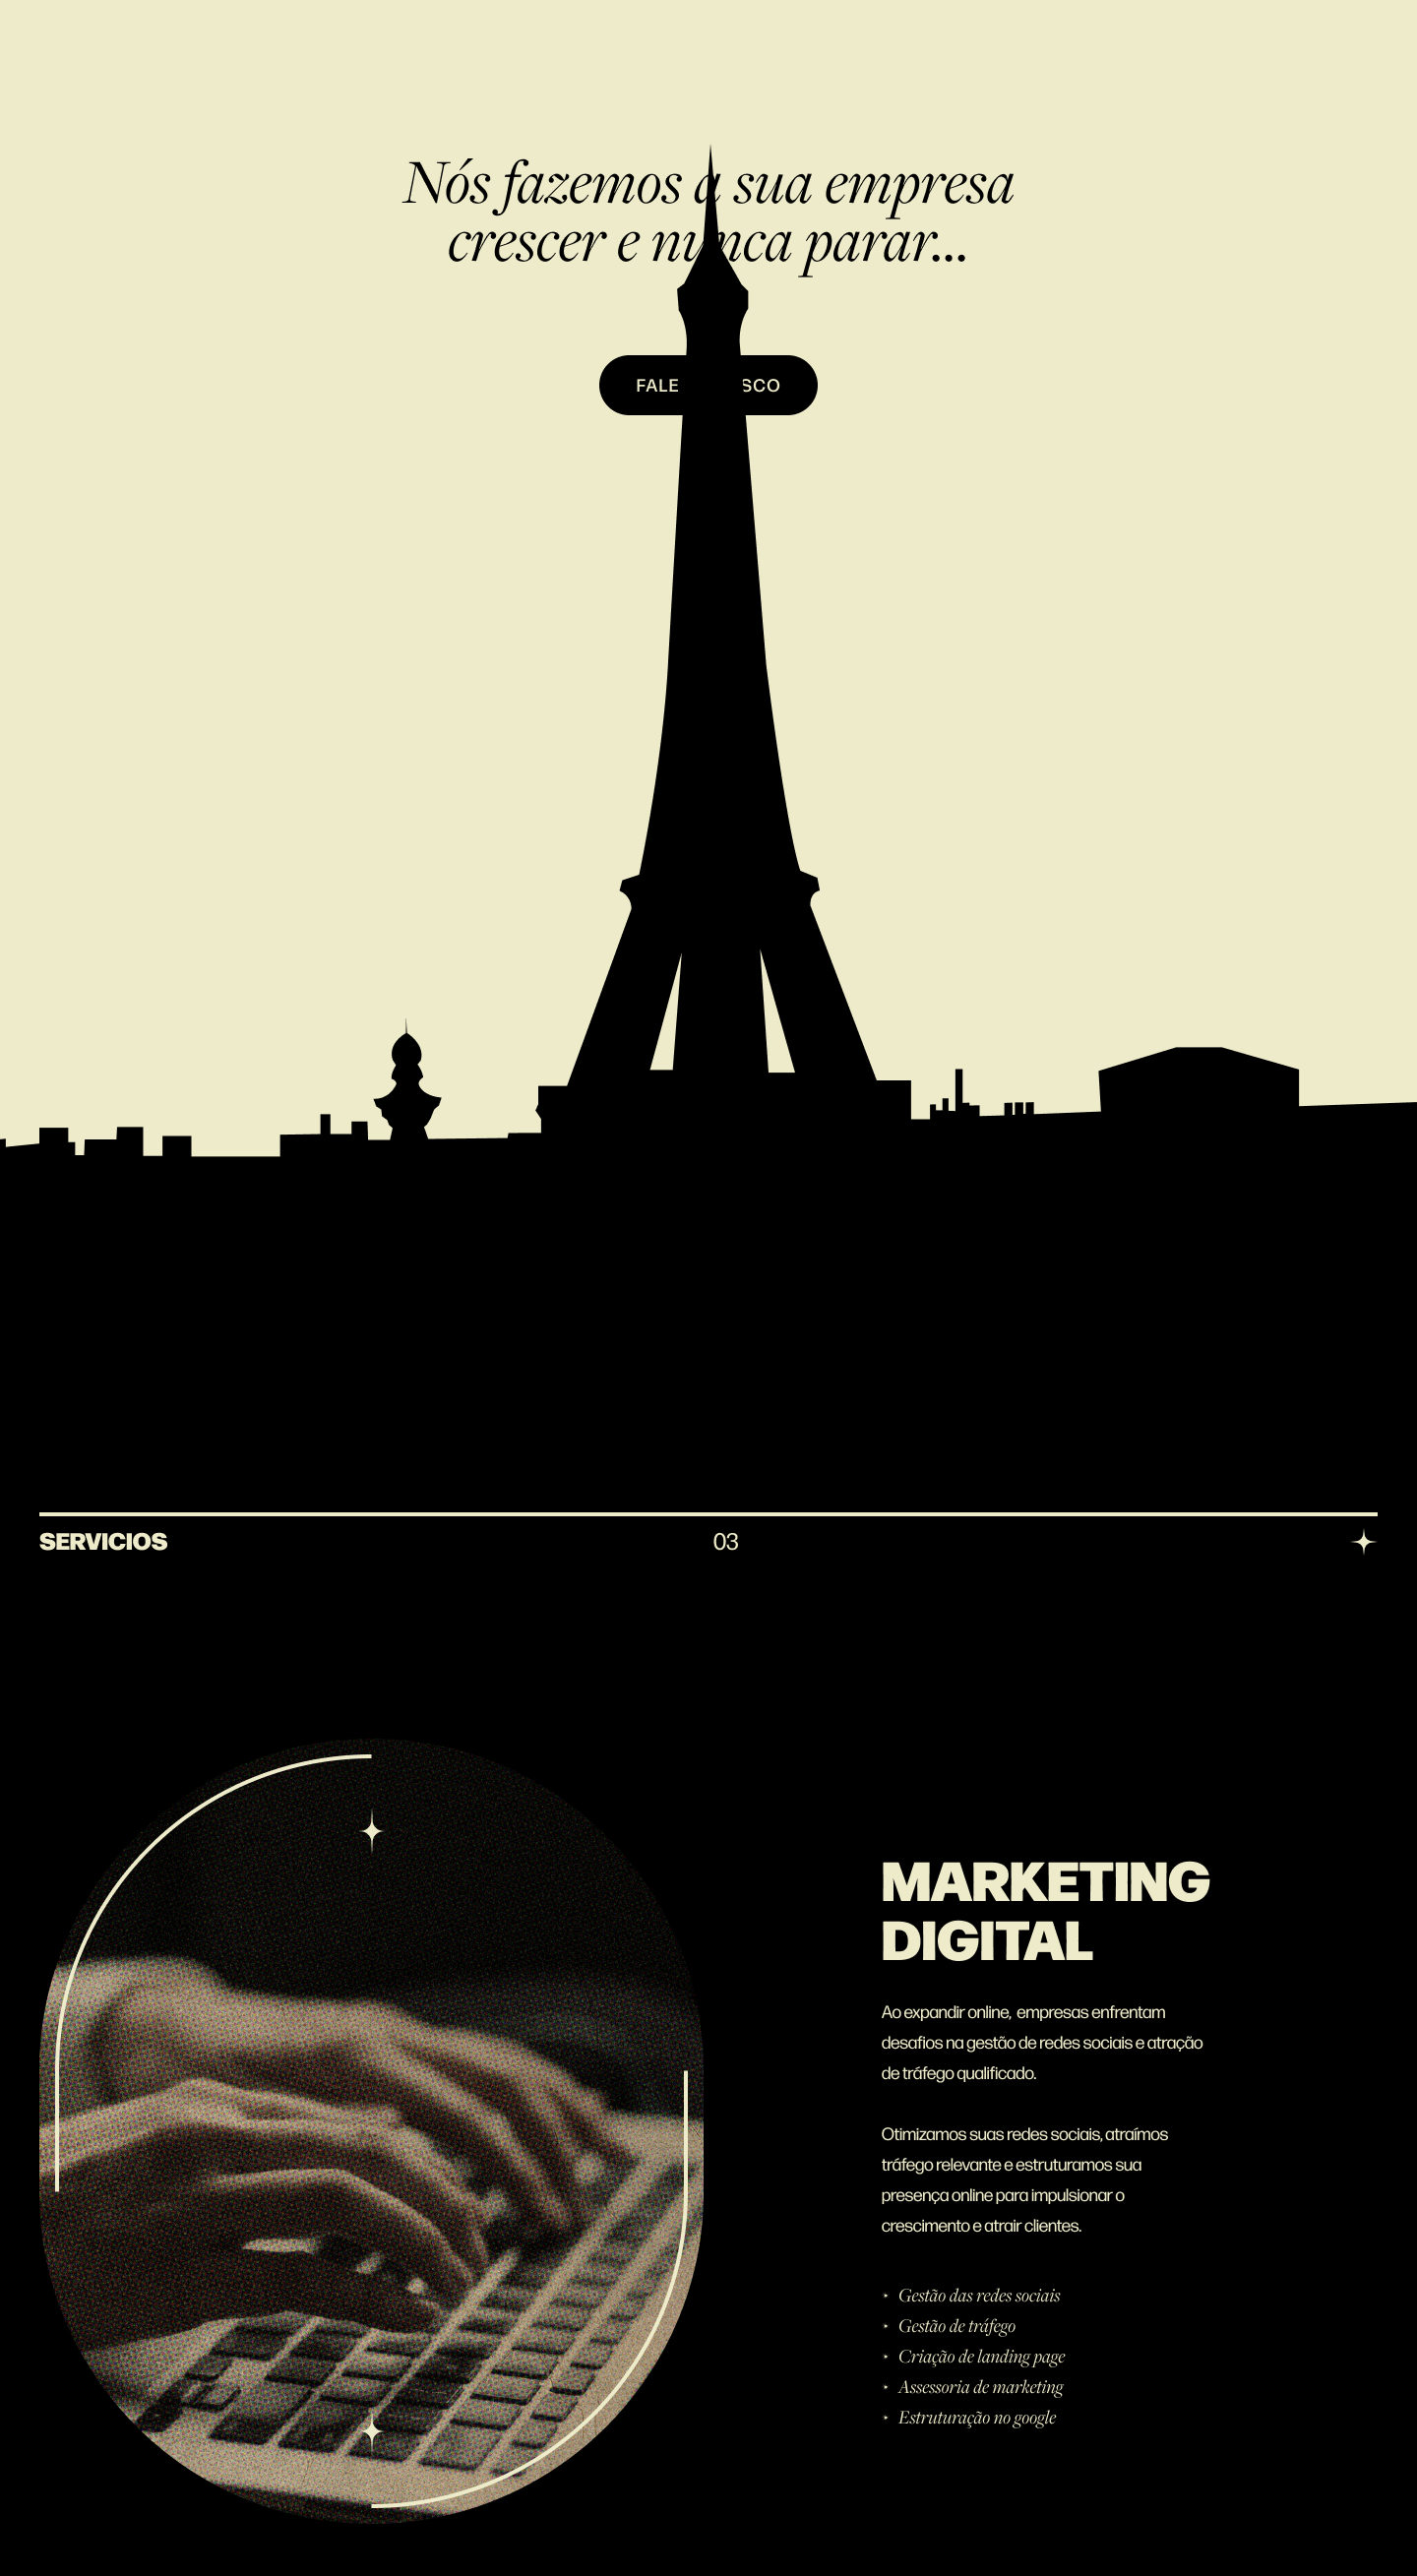 Nós fazemos a sua empresa
crescer e nunca parar...
FALE SCO
SERVICIOS
03
MARKETING
DIGITAL
Ao expandir online, empresas enfrentam
desafios na gestão de redes sociais e atração
de tráfego qualificado.
Otimizamos suas redes sociais, atraímos
tráfego relevante e estruturamos sua
presença online para impulsionar o
crescimento e atrair clientes.
Gestão das redes sociais
Gestão de tráfego
Criação de landing page
Assessoria de marketing
Estruturação no google